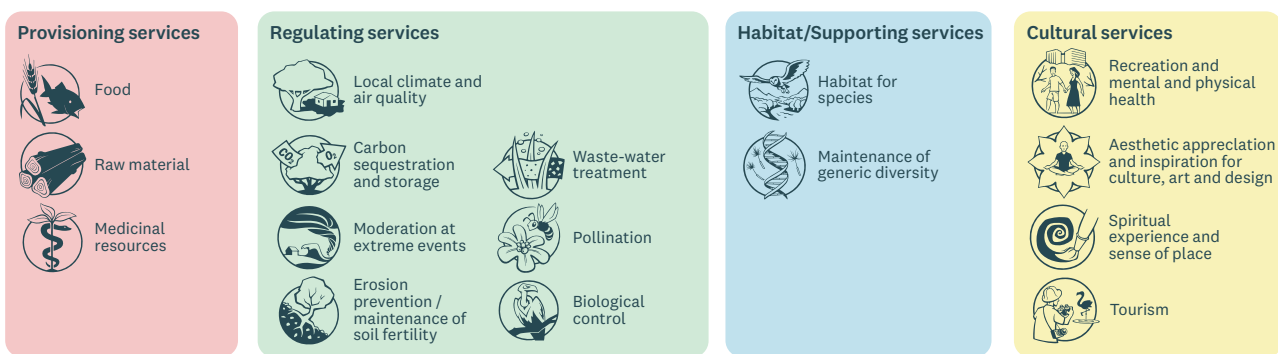 Provisioning services
Food
Raw material
Medicinal
resources
Regulating services
Local climate and
air quality
Carbon
sequestration
and storage
CO₂
O₂
Waste-water
treatment
Moderation at
extreme events
Pollination
Erosion
prevention /
maintenance of
soil fertility
Biological
control
Habitat/Supporting services
Habitat for
species
Maintenance of
generic diversity
Cultural services
Recreation and
mental and physical
health
Aesthetic appreclation
and inspiration for
culture, art and design
Spiritual
experience and
sense of place
Tourism